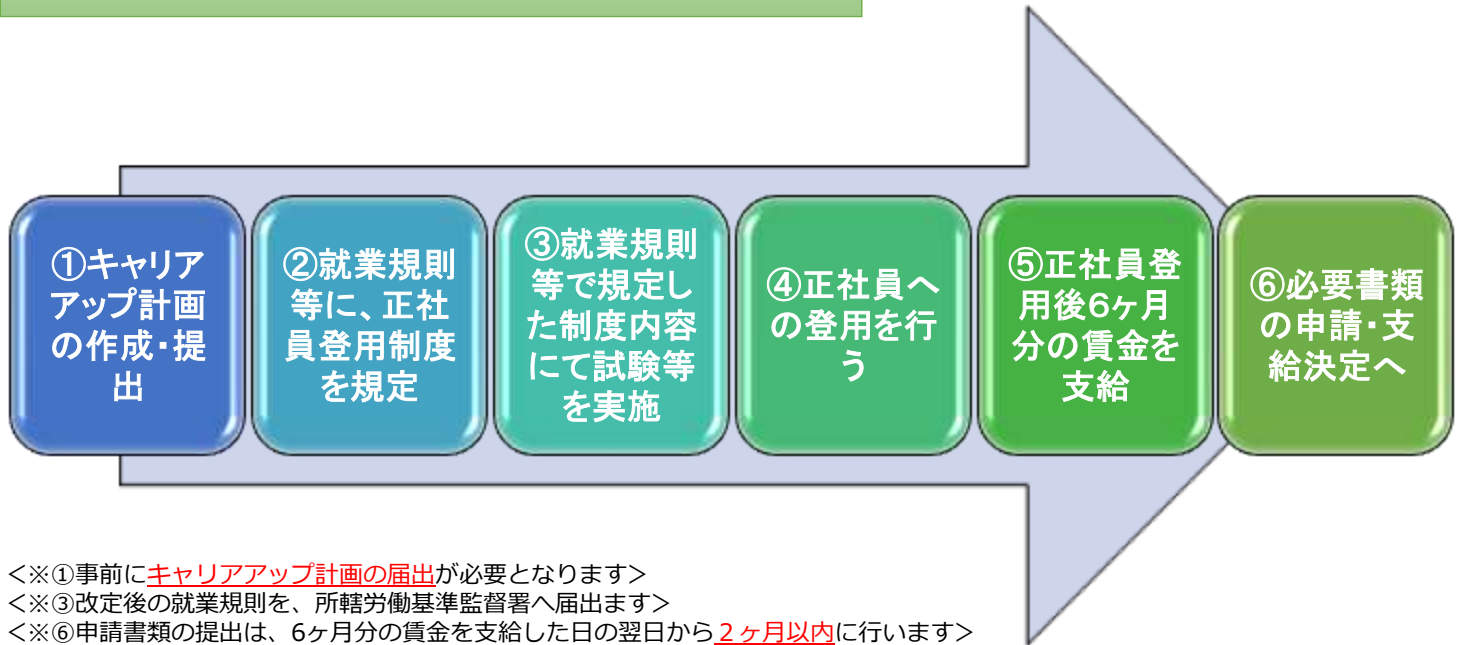 ①キャリア
アップ計画
の作成・提
出
②就業規則
等に、正社
員登用制度
を規定
③就業規則
等で規定し
た制度内容
にて試験等
を実施
④正社員へ
の登用を行
う
⑤正社員登
用後6ヶ月
分の賃金を
支給
⑥必要書類
の申請・支
給決定へ
<※①事前にキャリアアップ計画の届出が必要となります>
<※③改定後の就業規則を、所轄労働基準監督署へ届出ます>
<※⑥申請書類の提出は、6ヶ月分の賃金を支給した日の翌日から２ヶ月以内に行います>